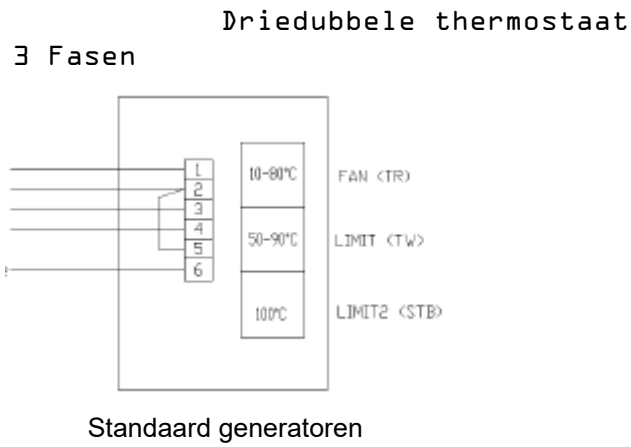 Driedubbele thermostaat
3 Fasen
1
2
3
4
5
6
10-80°C
FAN (TR)
50-90°C
LIMIT (TW)
100°C
LIMIT2 (STB)
Standaard generatoren